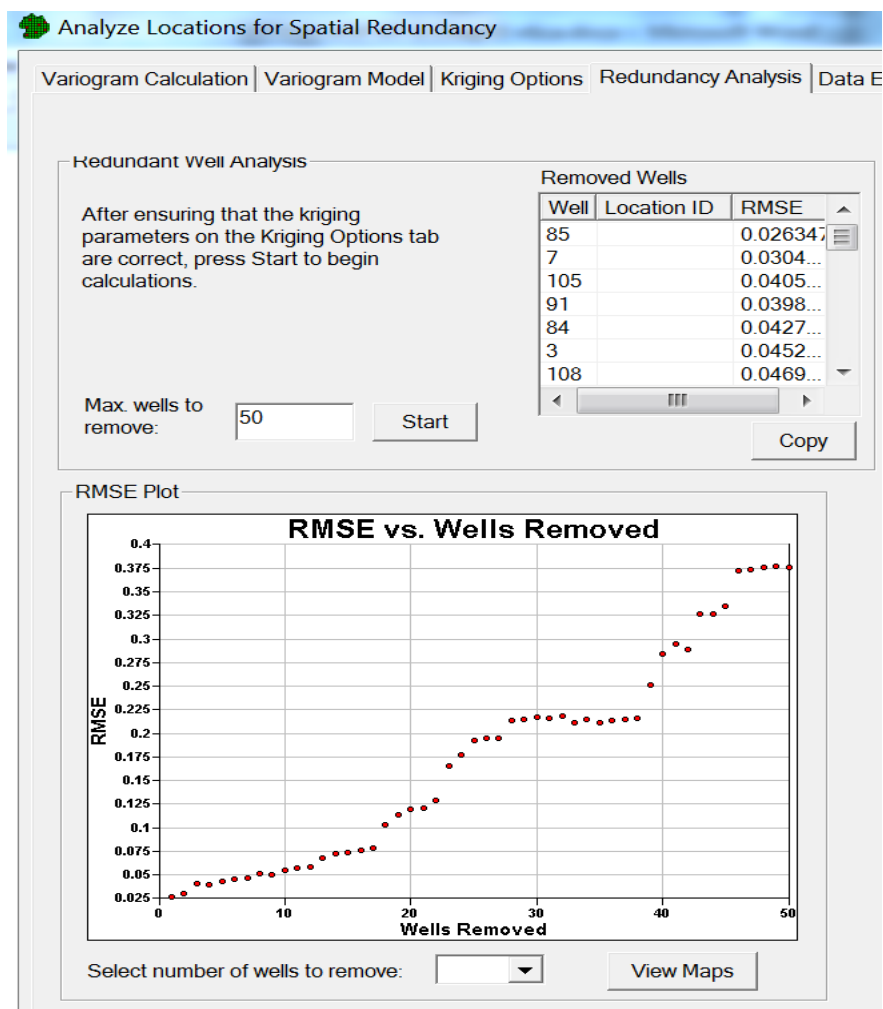 Analyze Locations for Spatial Redundancy
Variogram Calculation Variogram Model Kriging Options Redundancy Analysis Data E
Redundant Well Analysis
After ensuring that the kriging
parameters on the Kriging Options tab
are correct, press Start to begin
calculations.
Max. wells to
remove:
50
Start
Removed Wells
Well Location ID RMSE
85 0.026347
7 0.0304...
105 0.0405...
91 0.0398...
84 0.0427...
3 0.0452...
108 0.0469...
Copy
RMSE Plot
RMSE vs. Wells Removed
RMSE
0.4
0.375
0.35
0.325
0.3
0.275
0.25
0.225
0.2
0.175
0.15
0.125
0.1
0.075
0.05
0.025
0 10 20 30 40 50
Wells Removed
Select number of wells to remove:
View Maps